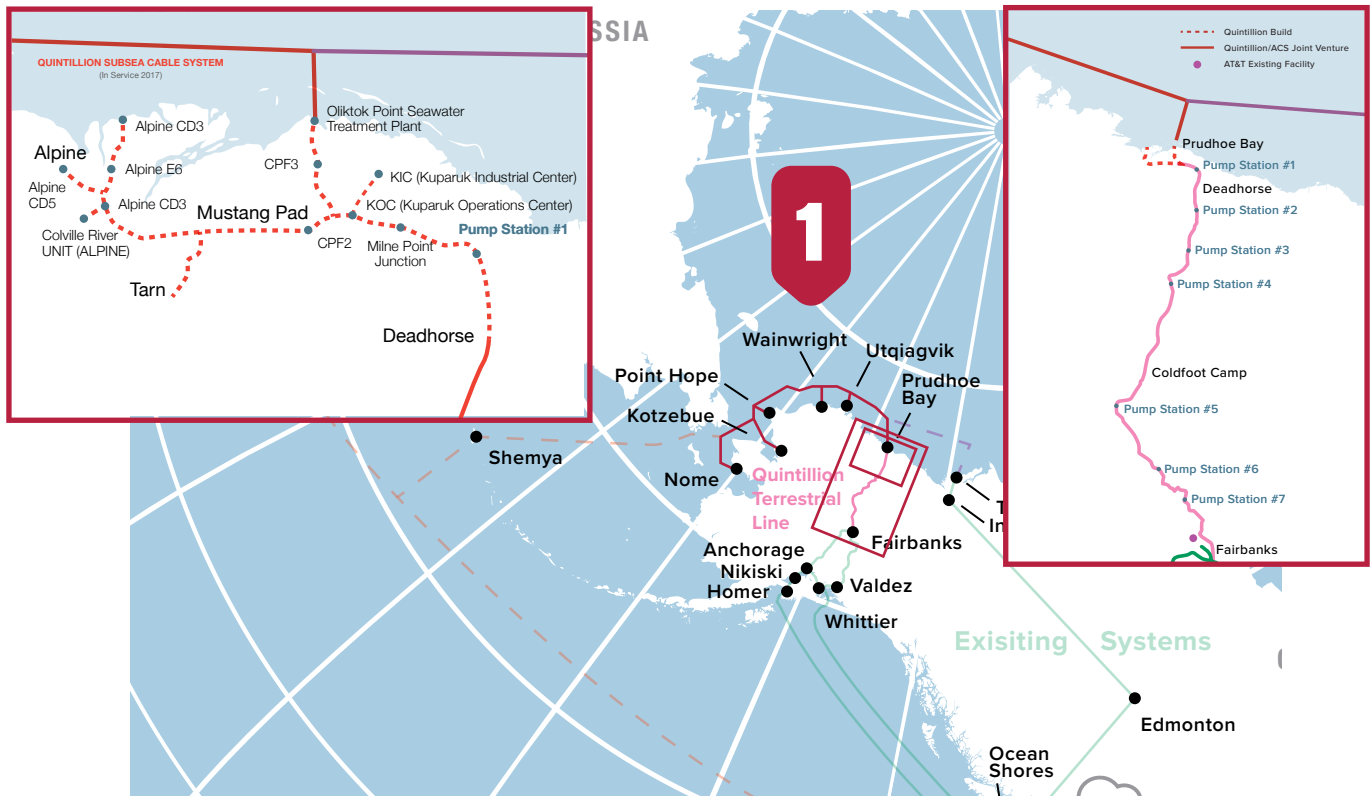 SSIA
QUINTILLION SUBSEA CABLE SYSTEM
(In Service 2017)
Alpine CD3
Oliktok Point Seawater
Treatment Plant
Alpine
Alpine E6
CPF3
KIC (Kuparuk Industrial Center)
Alpine
CD5
Alpine CD3
Mustang Pad
KOC (Kuparuk Operations Center)
Colville River
UNIT (ALPINE)
CPF2
Milne Point
Junction
Pump Station #1
Tarn
Deadhorse
Quintillion Build
Quintillion/ACS Joint Venture
AT&T Existing Facility
Prudhoe Bay
Pump Station #1
Deadhorse
Pump Station #2
Pump Station #3
Pump Station #4
Coldfoot Camp
Pump Station #5
Pump Station #6
Pump Station #7
Fairbanks
1
Wainwright
Utqiagvik
Point Hope
Prudhoe
Bay
Kotzebue
Shemya
Nome
Quintillion
Terrestrial
Line
T
In
Fairbanks
Anchorage
Nikiski
Homer
Valdez
Whittier
Exisiting Systems
Edmonton
Ocean
Shores